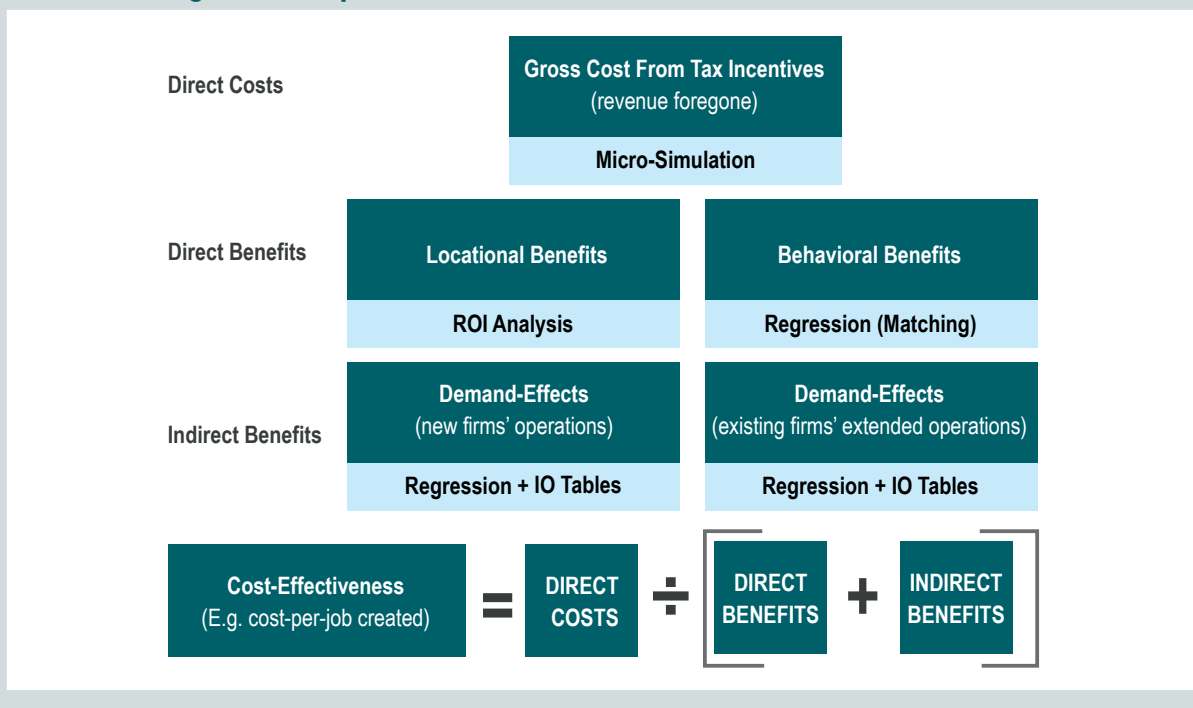 Direct Costs
Gross Cost From Tax Incentives
(revenue foregone)
Micro-Simulation
Direct Benefits
Locational Benefits
Behavioral Benefits
ROI Analysis
Regression (Matching)
Indirect Benefits
Demand-Effects
(new firms’ operations)
Demand-Effects
(existing firms’ extended operations)
Regression + IO Tables
Regression + IO Tables
Cost-Effectiveness
(E.g. cost-per-job created)
=
DIRECT
COSTS
÷
DIRECT
BENEFITS
+
INDIRECT
BENEFITS